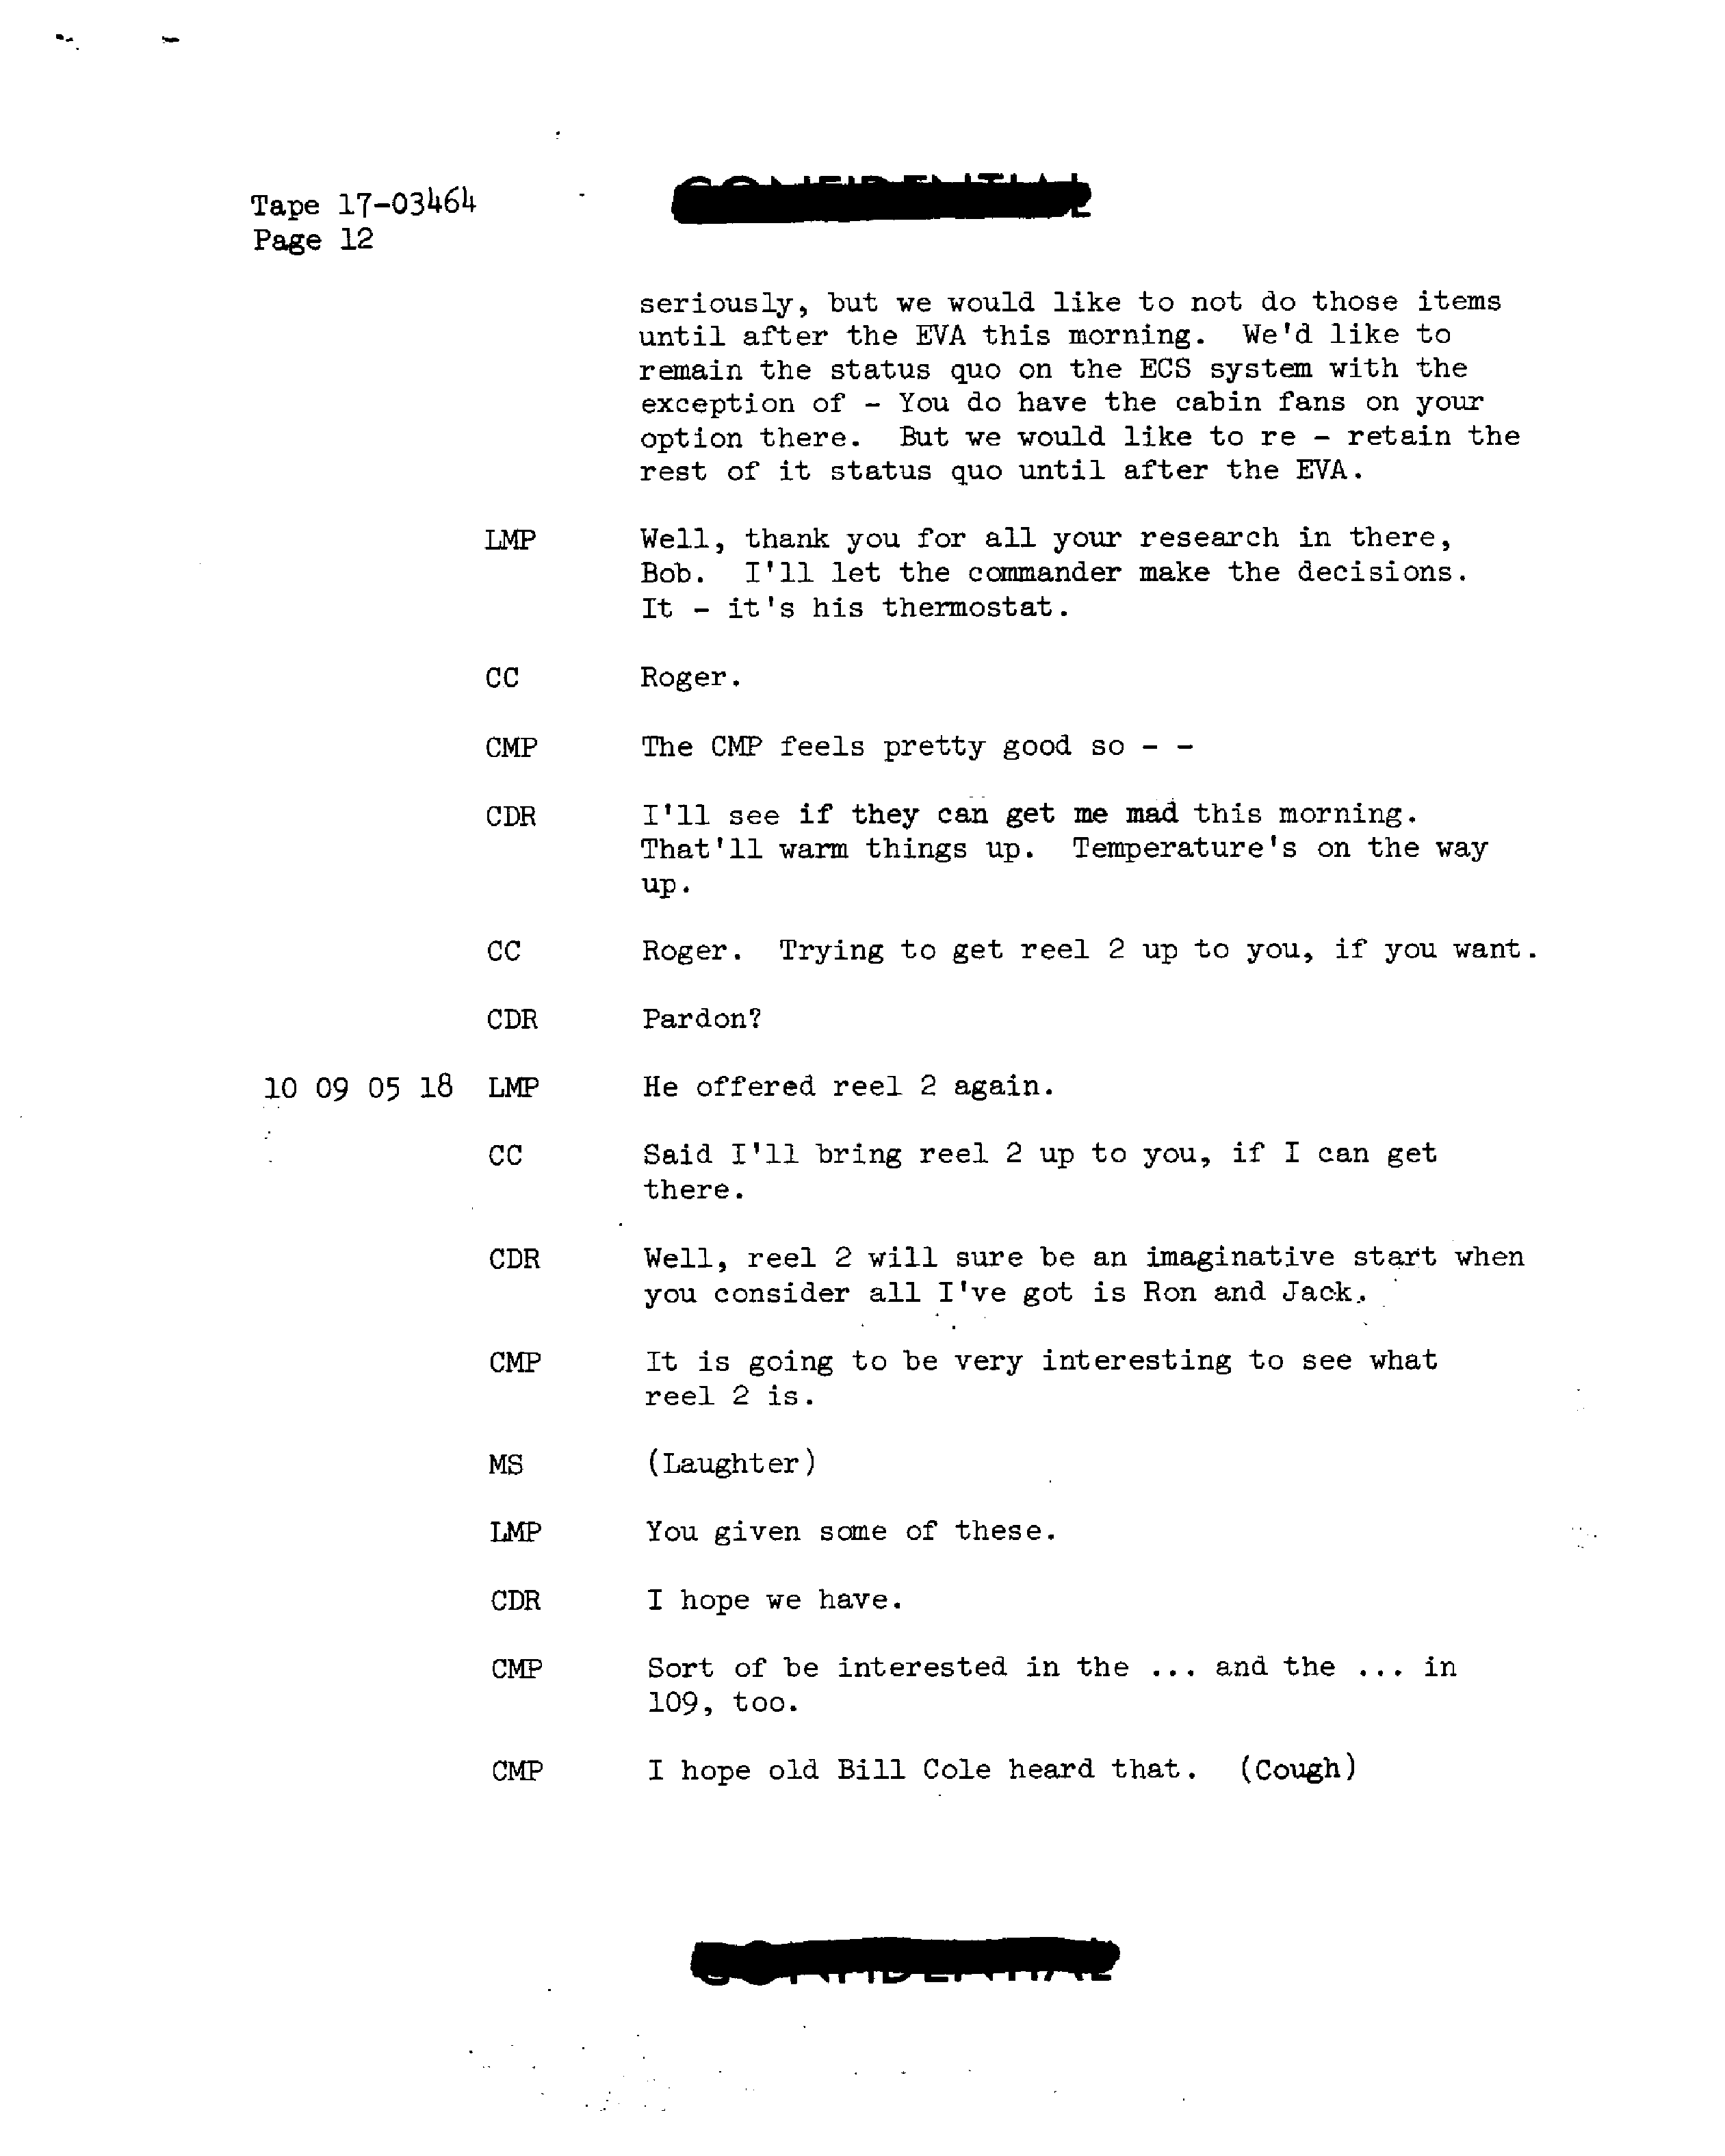 Tape 17-03464
Page 12
seriously, but we would like to not do those items
until after the EVA this morning. We'd like to
remain the status quo on the ECS system with the
exception of - You do have the cabin fans on your
option there. But we would like to re - retain the
rest of it status quo until after the EVA.
LMP Well, thank you for all your research in there,
Bob. I'll let the commander make the decisions.
It - it's his thermostat.
CC Roger.
CMP The CMP feels pretty good so - -
CDR I'll see if they can get me mad this morning.
That'll warm things up. Temperature's on the way
up.
CC Roger. Trying to get reel 2 up to you, if you want.
CDR Pardon?
10 09 05 18 LMP He offered reel 2 again.
CC Said I'll bring reel 2 up to you, if I can get
there.
CDR Well, reel 2 will sure be an imaginative start when
you consider all I've got is Ron and Jack.
CMP It is going to be very interesting to see what
reel 2 is.
MS (Laughter)
LMP You given some of these.
CDR I hope we have.
CMP Sort of be interested in the ... and the ... in
109, too.
CMP I hope old Bill Cole heard that. (Cough)